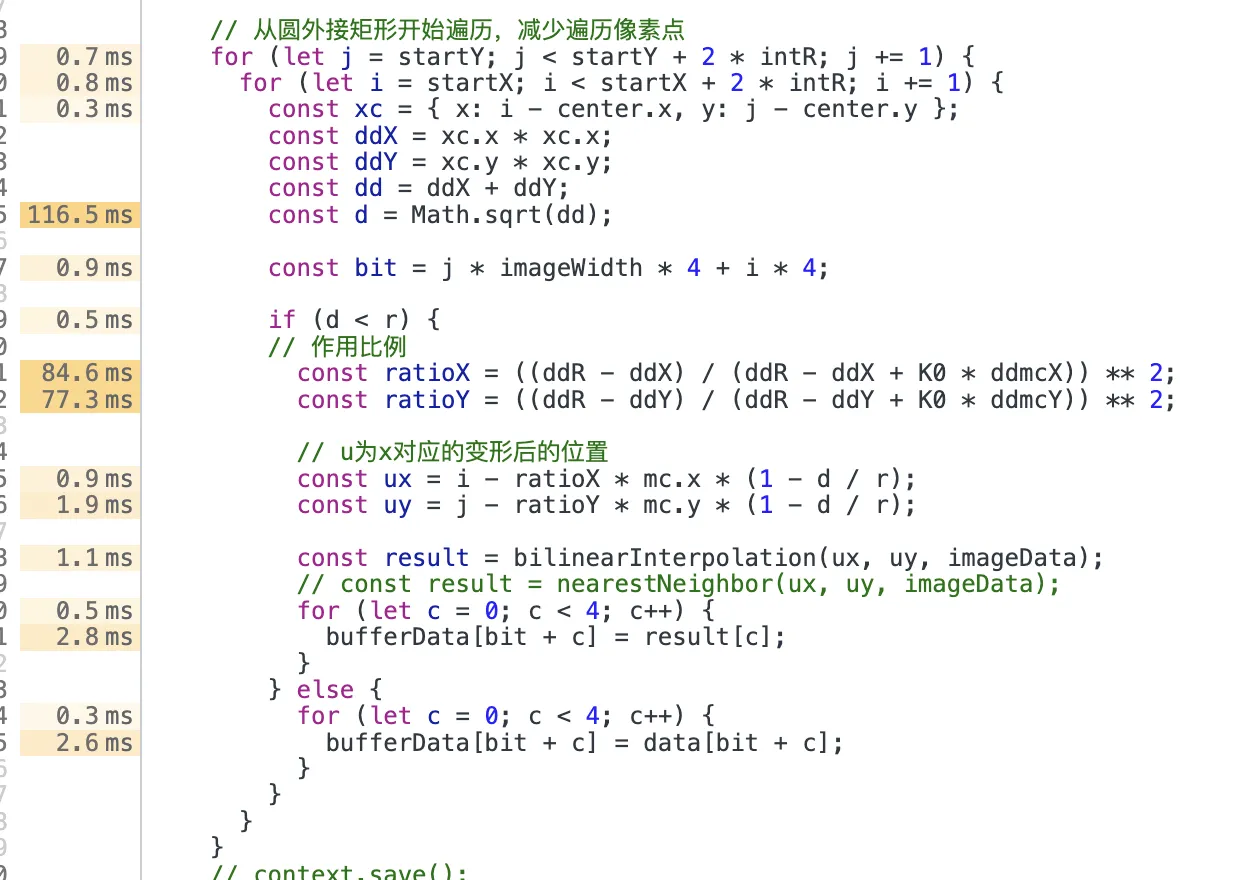 // 从圆外接矩形开始遍历，减少遍历像素点
0.7 ms for (let j = startY; j < startY + 2 * intR; j += 1) {
0.8 ms for (let i = startX; i < startX + 2 * intR; i += 1) {
0.3 ms const xc = { x: i - center.x, y: j - center.y };
const ddX = xc.x * xc.x;
const ddY = xc.y * xc.y;
const dd = ddX + ddY;
116.5 ms const d = Math.sqrt(dd);
0.9 ms const bit = j * imageWidth * 4 + i * 4;
0.5 ms if (d < r) {
// 作用比例
84.6 ms const ratioX = ((ddR - ddX) / (ddR - ddX + K0 * ddmcX)) ** 2;
77.3 ms const ratioY = ((ddR - ddY) / (ddR - ddY + K0 * ddmcY)) ** 2;
// u为x对应的变形后的位置
0.9 ms const ux = i - ratioX * mc.x * (1 - d / r);
1.9 ms const uy = j - ratioY * mc.y * (1 - d / r);
1.1 ms const result = bilinearInterpolation(ux, uy, imageData);
// const result = nearestNeighbor(ux, uy, imageData);
0.5 ms for (let c = 0; c < 4; c++) {
2.8 ms bufferData[bit + c] = result[c];
}
} else {
0.3 ms for (let c = 0; c < 4; c++) {
2.6 ms bufferData[bit + c] = data[bit + c];
}
}
}
}
// context.save();